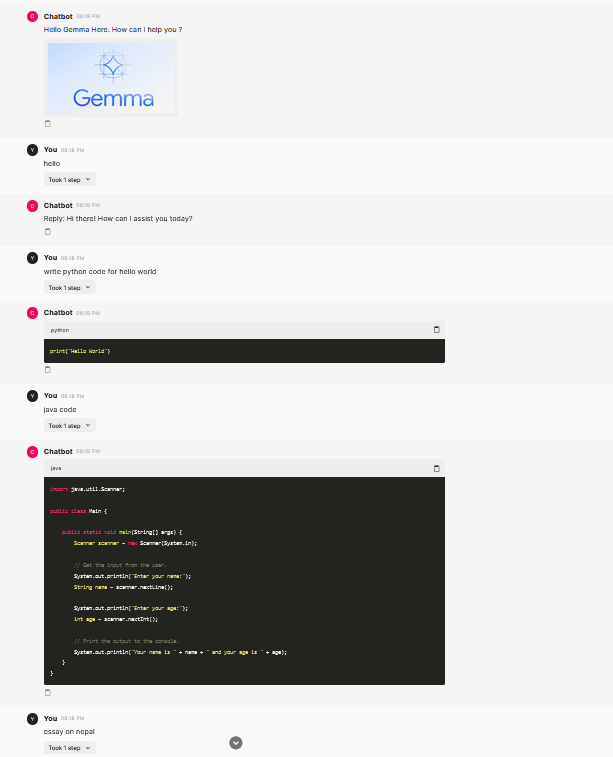 C Chatbot 06:18 PM
Hello Gemma Here. How can I help you ?
Gemma
Y You 06:18 PM
hello
Took 1 step
C Chatbot 06:18 PM
Reply: Hi there! How can I assist you today?
Y You 06:18 PM
write python code for hello world
Took 1 step
C Chatbot 06:18 PM
python
print("Hello World")
Y You 06:18 PM
java code
Took 1 step
C Chatbot 06:18 PM
java
import java.util.Scanner;
public class Main {
public static void main(String[] args) {
Scanner scanner = new Scanner(System.in);
// Get the input from the user.
System.out.println("Enter your name:");
String name = scanner.nextLine();
System.out.println("Enter your age:");
int age = scanner.nextInt();
// Print the output to the console.
System.out.println("Your name is " + name + " and your age is " + age);
}
}
Y You 06:18 PM
essay on nepal
Took 1 step